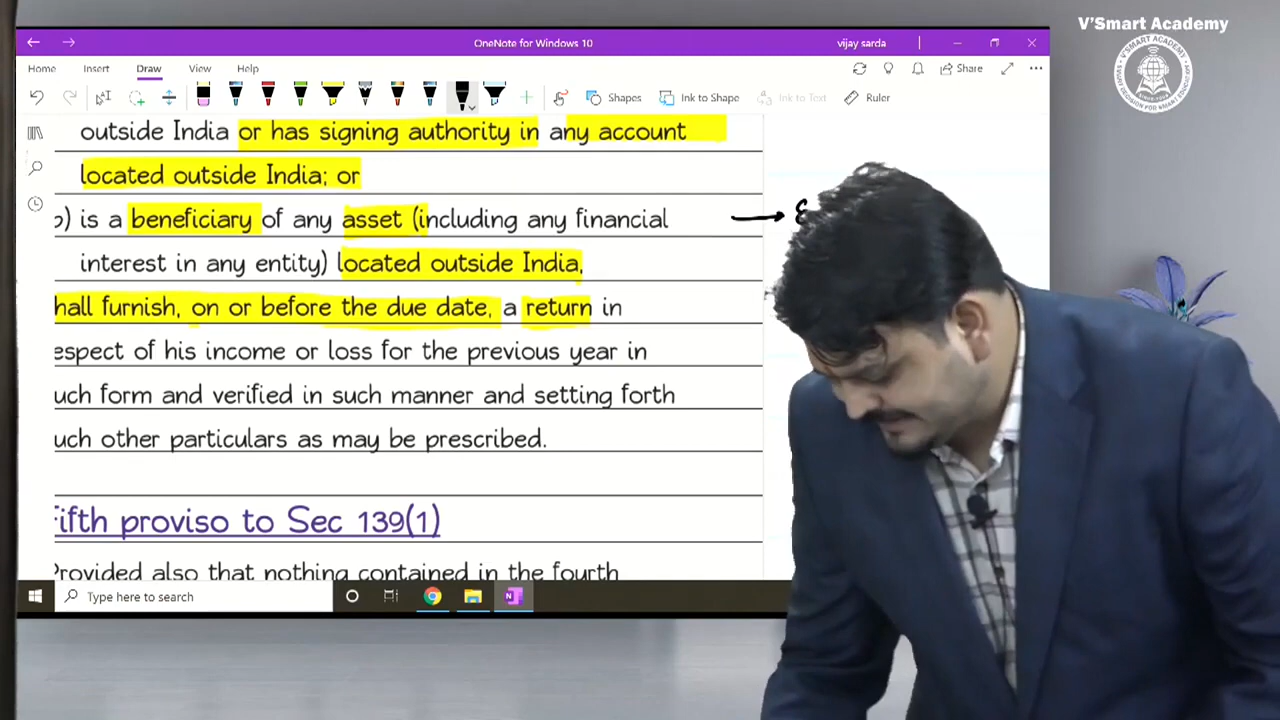 V'Smart Academy
OneNote for Windows 10
vijay sarda
Home Insert Draw View Help
Share
Shapes Ink to Shape Ink to Text Ruler
outside India or has signing authority in any account
located outside India; or
) is a beneficiary of any asset (including any financial
interest in any entity) located outside India,
hall furnish, on or before the due date, a return in
espect of his income or loss for the previous year in
uch form and verified in such manner and setting forth
uch other particulars as may be prescribed.
Fifth proviso to Sec 139(1)
Provided also that nothing contained in the fourth
Type here to search